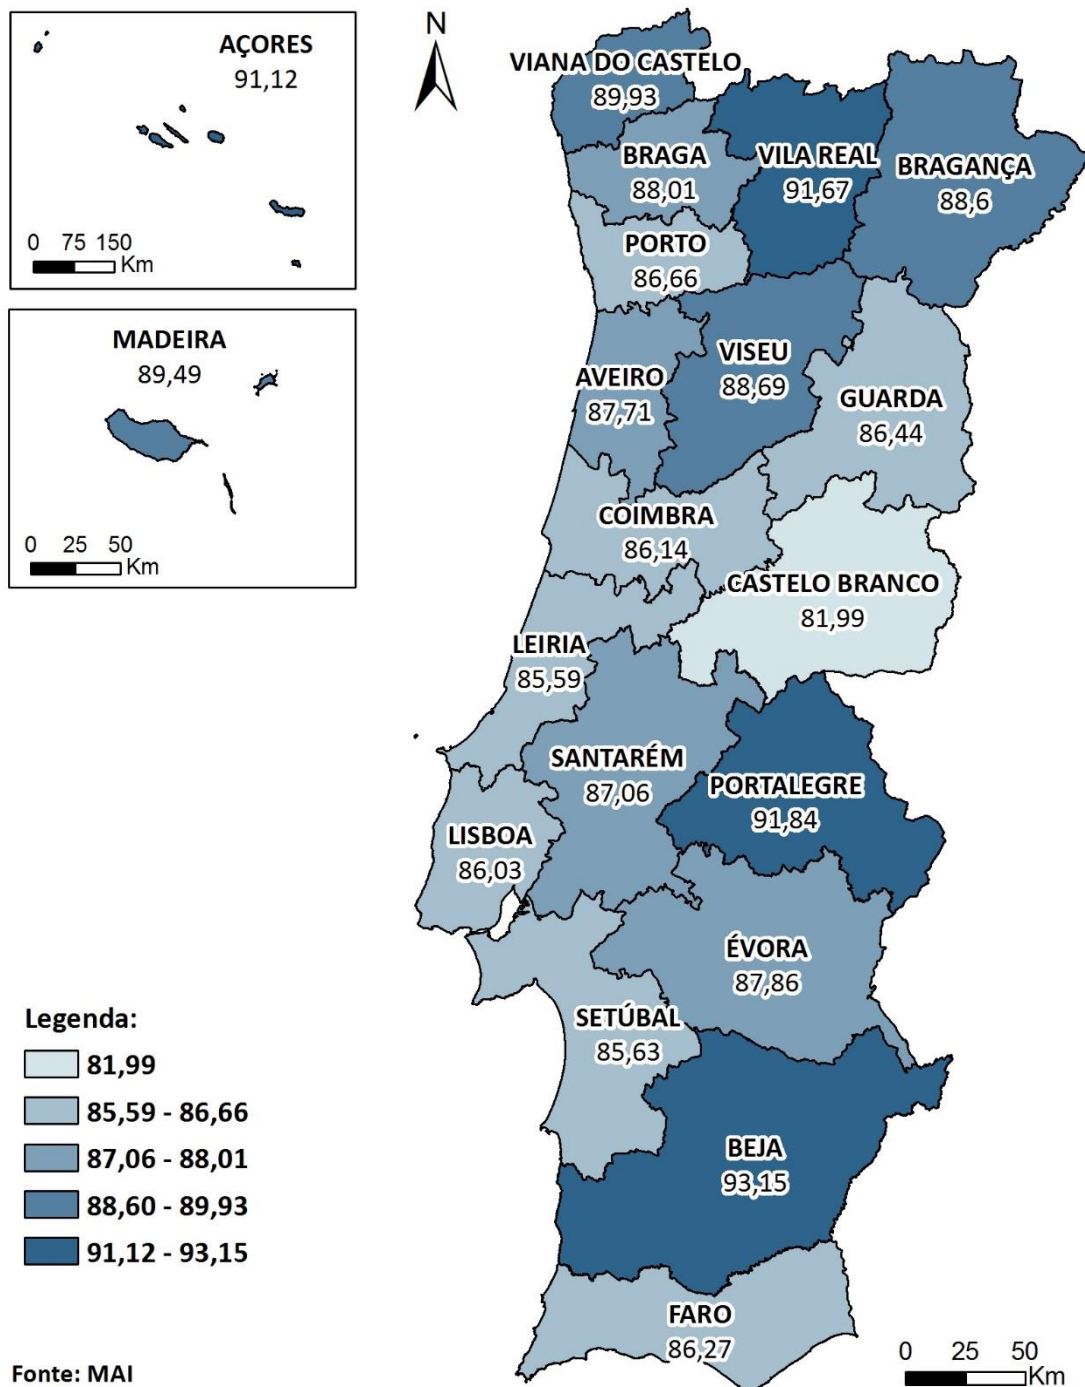 AÇORES
91,12
0 75 150
Km
MADEIRA
89,49
0 25 50
Km
N
VIANA DO CASTELO
89,93
BRAGA
88,01
VILA REAL
91,67
BRAGANÇA
88,6
PORTO
86,66
AVEIRO
87,71
VISEU
88,69
GUARDA
86,44
COIMBRA
86,14
CASTELO BRANCO
81,99
LEIRIA
85,59
SANTARÉM
87,06
PORTALEGRE
91,84
LISBOA
86,03
ÉVORA
87,86
SETÚBAL
85,63
BEJA
93,15
FARO
86,27
Legenda:
81,99
85,59 - 86,66
87,06 - 88,01
88,60 - 89,93
91,12 - 93,15
Fonte: MAI
0 25 50
Km